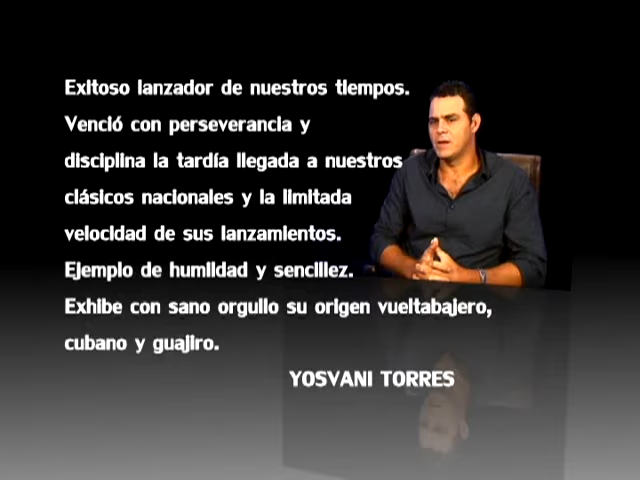 Exitoso lanzador de nuestros tiempos.
Venció con perseverancia y
disciplina la tardía llegada a nuestros
clásicos nacionales y la limitada
velocidad de sus lanzamientos.
Ejemplo de humildad y sencillez.
Exhibe con sano orgullo su origen vueltabajero,
cubano y guajiro.
YOSVANI TORRES